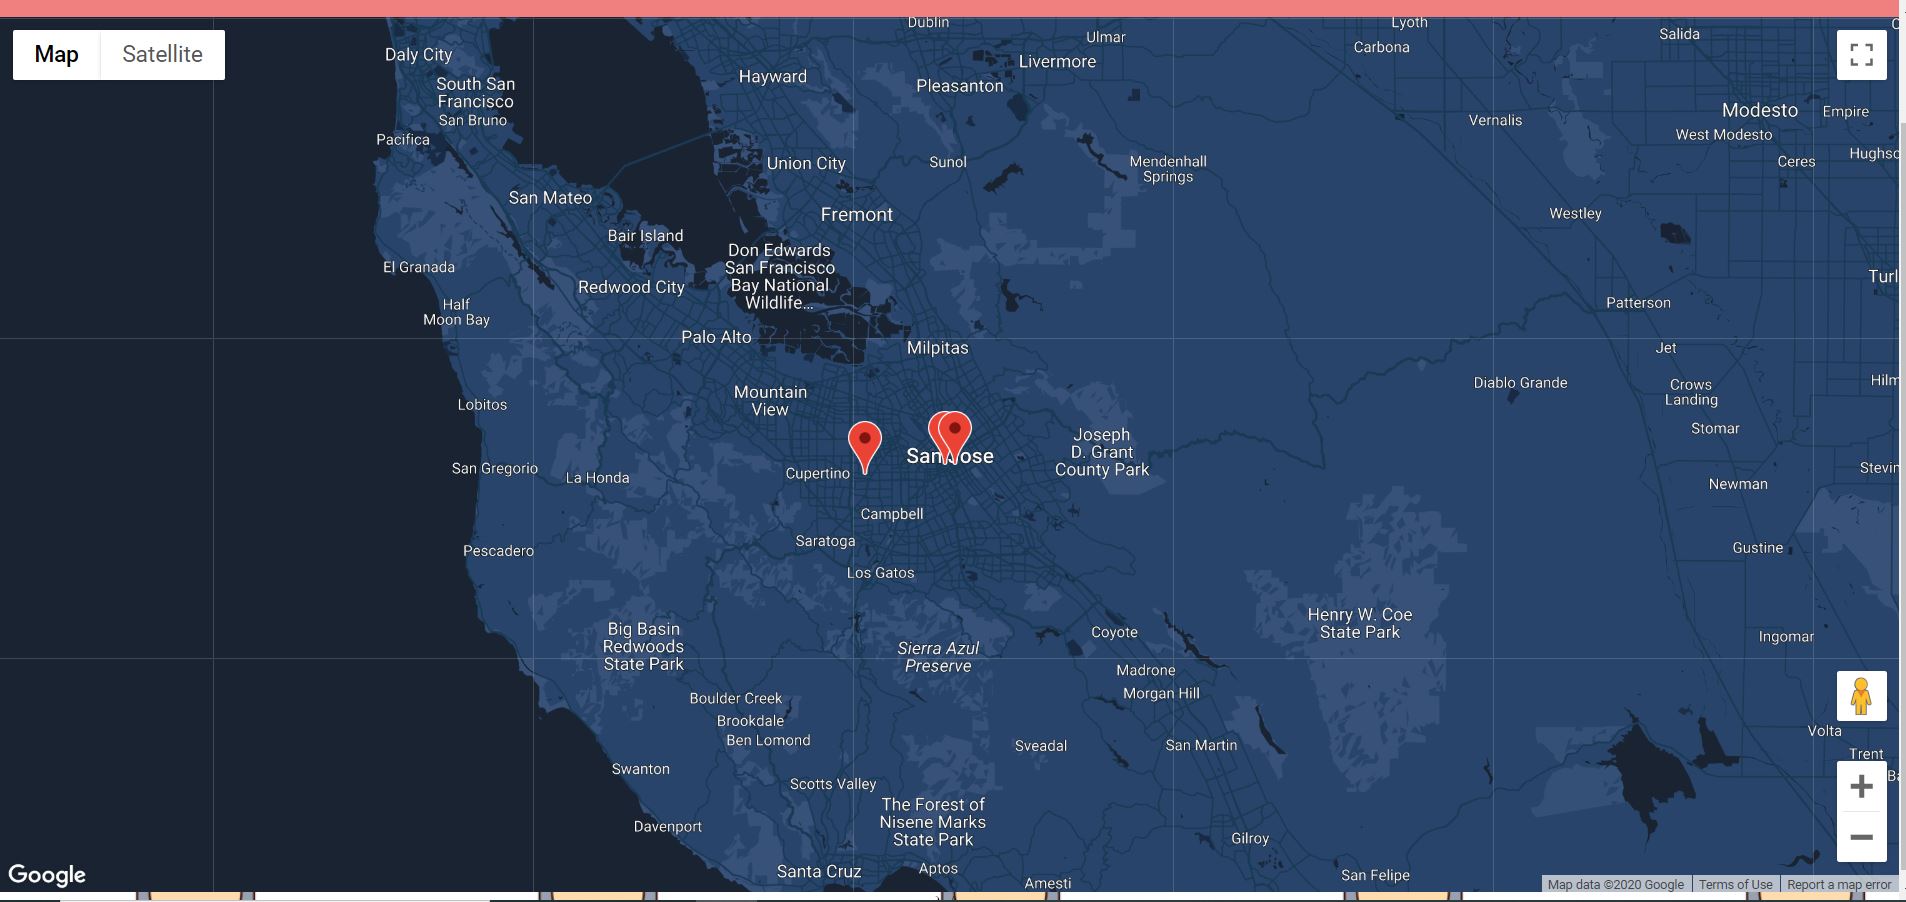 Map
Satellite
Dublin
Lyoth
Ulmar
Salida
Daly City
Carbona
Livermore
Hayward
Pleasanton
South San
Francisco
San Bruno
Modesto
Empire
Vernalis
West Modesto
Pacifica
Union City
Sunol
Mendenhall
Springs
Ceres
Hughsc
San Mateo
Fremont
Westley
Bair Island
Don Edwards
San Francisco
Bay National
Wildlife...
El Granada
Redwood City
Turl
Half
Moon Bay
Patterson
Palo Alto
Milpitas
Jet
Mountain
View
Diablo Grande
Crows
Landing
Hilm
Lobitos
Stomar
Joseph
D. Grant
County Park
San Jose
San Gregorio
La Honda
Cupertino
Stevin
Newman
Campbell
Saratoga
Pescadero
Gustine
Los Gatos
Henry W. Coe
State Park
Big Basin
Redwoods
State Park
Coyote
Ingomar
Sierra Azul
Preserve
Madrone
Morgan Hill
Boulder Creek
Brookdale
Ben Lomond
Sveadal
San Martin
Volta
Trent
Ba
Swanton
Scotts Valley
The Forest of
Nisene Marks
State Park
Davenport
Gilroy
Santa Cruz
Aptos
Amesti
San Felipe
Google
Map data ©2020 Google
Terms of Use
Report a map error